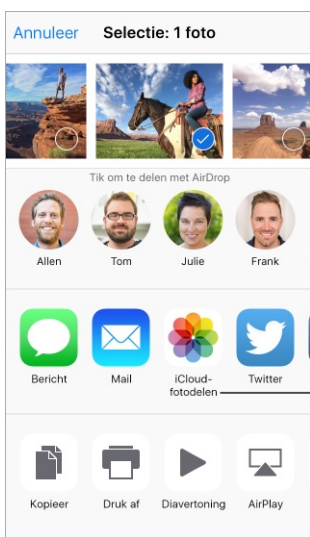 Annuleer Selectie: 1 foto
Tik om te delen met AirDrop
Allen Tom Julie Frank
Bericht Mail iCloud- Twitter
fotodelen
Kopieer Druk af Diavertoning AirPlay